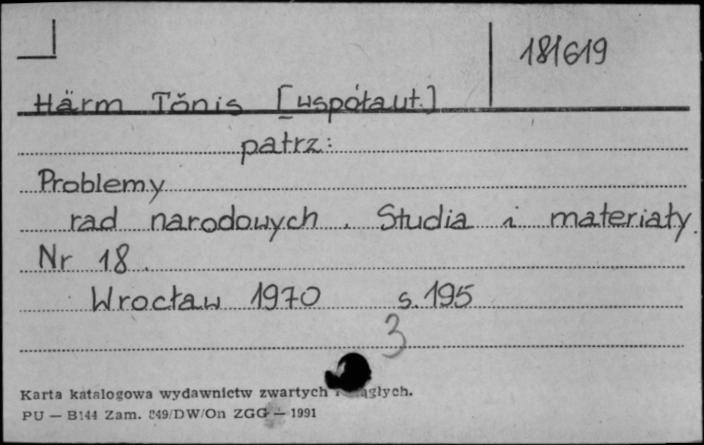 181619
Härm Tõnis [współaut.]
patrz:
Problemy
rad narodowych. Studia i materiały.
Nr 18.
Wrocław 1970 s. 195
3
Karta katalogowa wydawnictw zwartych
PU — B144 Zam. 249/DW/On ZGG — 1991